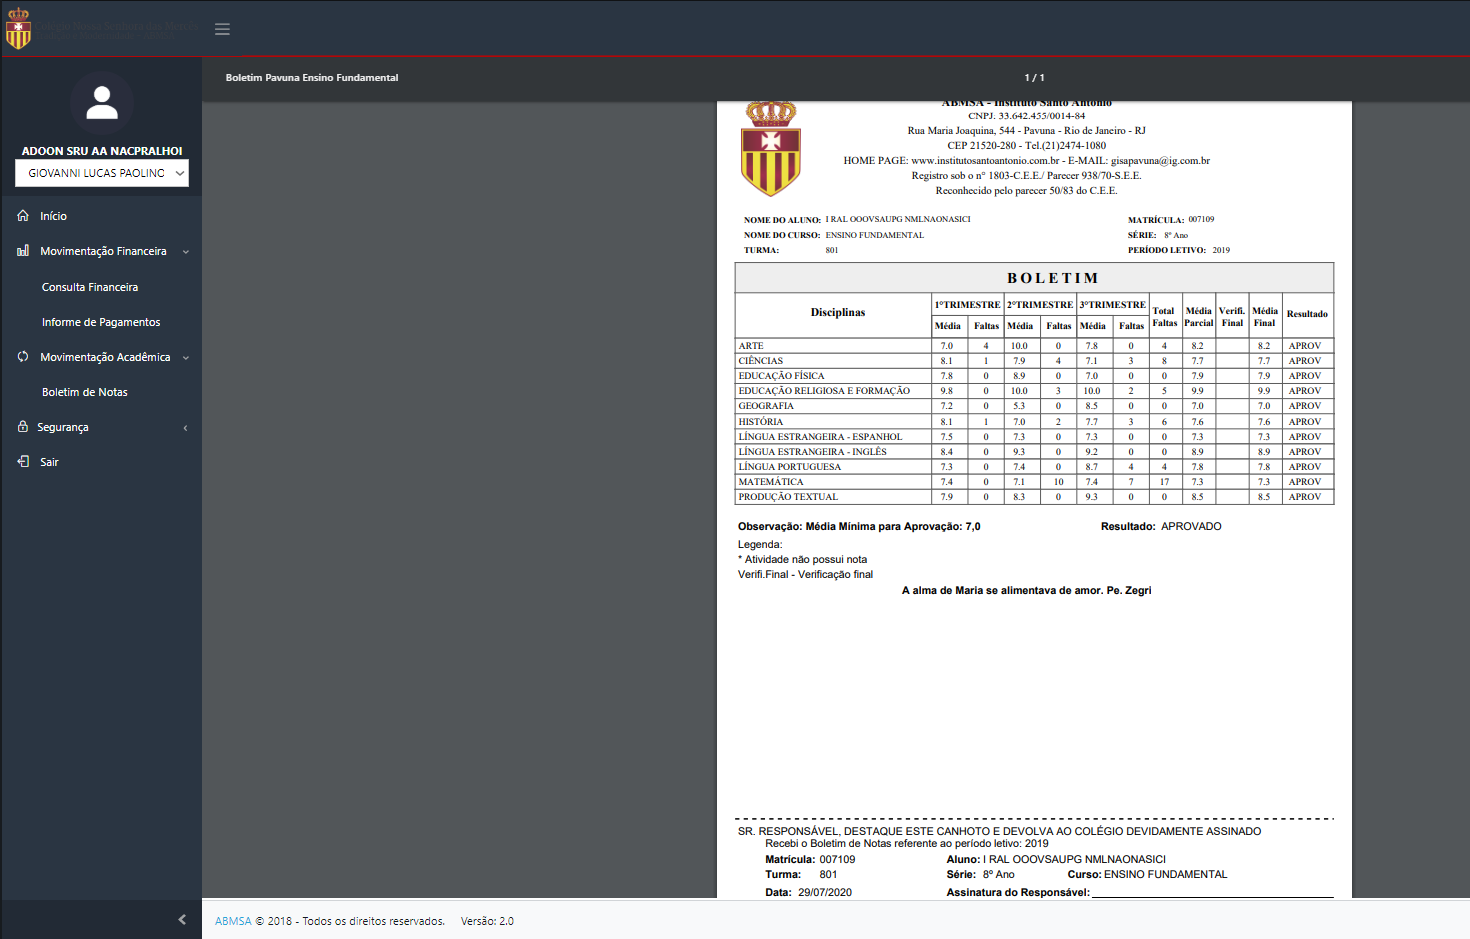 Boletim Pavuna Ensino Fundamental
1 / 1
ADOON SRU AA NACPRALHOI
GIOVANNI LUCAS PAOLINO
Início
Movimentação Financeira
Consulta Financeira
Informe de Pagamentos
Movimentação Acadêmica
Boletim de Notas
Segurança
Sair
ABMSA - Instituto Santo Antonio
CNPJ. 33.642.455/0014-84
Rua Maria Joaquina, 544 - Pavuna - Rio de Janeiro - RJ
CEP 21520-280 - Tel.(21)2474-1080
HOME PAGE: www.institutosantoantonio.com.br - E-MAIL: gisapavuna@ig.com.br
Registro sob o nº 1803-C.E.E./ Parecer 938/70-S.E.E.
Reconhecido pelo parecer 50/83 do C.E.E.
NOME DO ALUNO: I RAL OOOVSAUPG NMLNAONASICI MATRÍCULA: 007109
NOME DO CURSO: ENSINO FUNDAMENTAL SÉRIE: 8º Ano
TURMA: 801 PERÍODO LETIVO: 2019
BOLETIM
Disciplinas 1ºTRIMESTRE 2ºTRIMESTRE 3ºTRIMESTRE Total Faltas Média Parcial Verifi. Final Média Final Resultado
Média Faltas Média Faltas Média Faltas
ARTE 7.0 4 10.0 0 7.8 0 4 8.2 8.2 APROV
CIÊNCIAS 8.1 1 7.9 4 7.1 3 8 7.7 7.7 APROV
EDUCAÇÃO FÍSICA 7.8 0 8.9 0 7.0 0 0 7.9 7.9 APROV
EDUCAÇÃO RELIGIOSA E FORMAÇÃO 9.8 0 10.0 3 10.0 2 5 9.9 9.9 APROV
GEOGRAFIA 7.2 0 5.3 0 8.5 0 0 7.0 7.0 APROV
HISTÓRIA 8.1 1 7.0 2 7.7 3 6 7.6 7.6 APROV
LÍNGUA ESTRANGEIRA - ESPANHOL 7.5 0 7.3 0 7.3 0 0 7.3 7.3 APROV
LÍNGUA ESTRANGEIRA - INGLÊS 8.4 0 9.3 0 9.2 0 0 8.9 8.9 APROV
LÍNGUA PORTUGUESA 7.3 0 7.4 0 8.7 4 4 7.8 7.8 APROV
MATEMÁTICA 7.4 0 7.1 10 7.4 7 17 7.3 7.3 APROV
PRODUÇÃO TEXTUAL 7.9 0 8.3 0 9.3 0 0 8.5 8.5 APROV
Observação: Média Mínima para Aprovação: 7,0 Resultado: APROVADO
Legenda:
* Atividade não possui nota
Verifi.Final - Verificação final
A alma de Maria se alimentava de amor. Pe. Zegri
SR. RESPONSÁVEL, DESTAQUE ESTE CANHOTO E DEVOLVA AO COLÉGIO DEVIDAMENTE ASSINADO
Recebi o Boletim de Notas referente ao período letivo: 2019
Matrícula: 007109 Aluno: I RAL OOOVSAUPG NMLNAONASICI
Turma: 801 Série: 8º Ano Curso: ENSINO FUNDAMENTAL
Data: 29/07/2020 Assinatura do Responsável:
ABMSA © 2018 - Todos os direitos reservados. Versão: 2.0